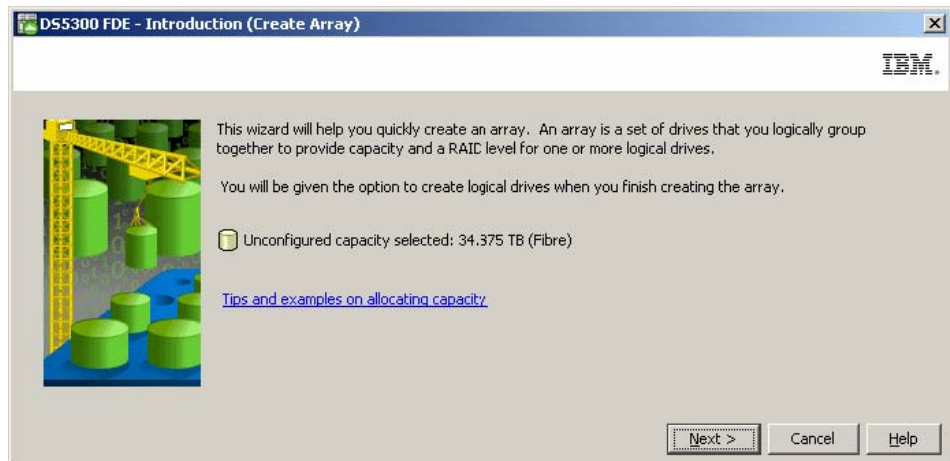 DS5300 FDE - Introduction (Create Array)
IBM.
This wizard will help you quickly create an array. An array is a set of drives that you logically group
together to provide capacity and a RAID level for one or more logical drives.
You will be given the option to create logical drives when you finish creating the array.
Unconfigured capacity selected: 34.375 TB (Fibre)
Tips and examples on allocating capacity
Next >
Cancel
Help